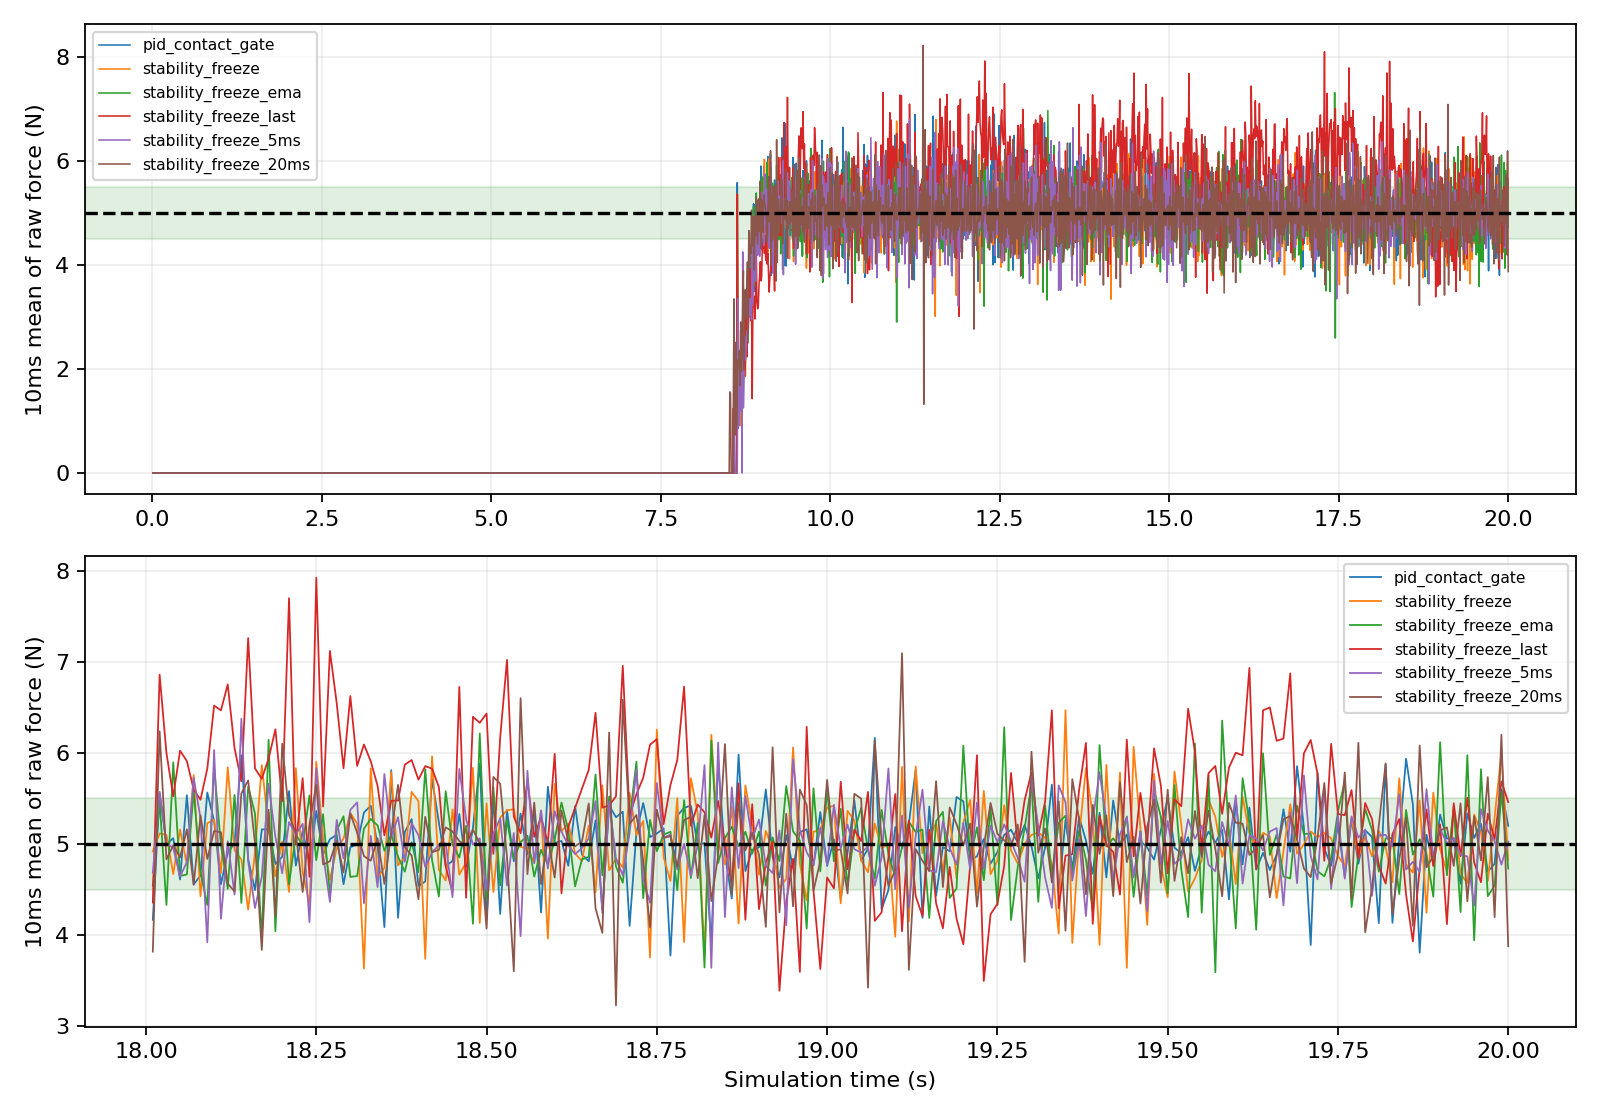 10ms mean of raw force (N)
8
6
4
2
0
pid_contact_gate
stability_freeze
stability_freeze_ema
stability_freeze_last
stability_freeze_5ms
stability_freeze_20ms
0.0 2.5 5.0 7.5 10.0 12.5 15.0 17.5 20.0
10ms mean of raw force (N)
8
7
6
5
4
3
pid_contact_gate
stability_freeze
stability_freeze_ema
stability_freeze_last
stability_freeze_5ms
stability_freeze_20ms
18.00 18.25 18.50 18.75 19.00 19.25 19.50 19.75 20.00
Simulation time (s)